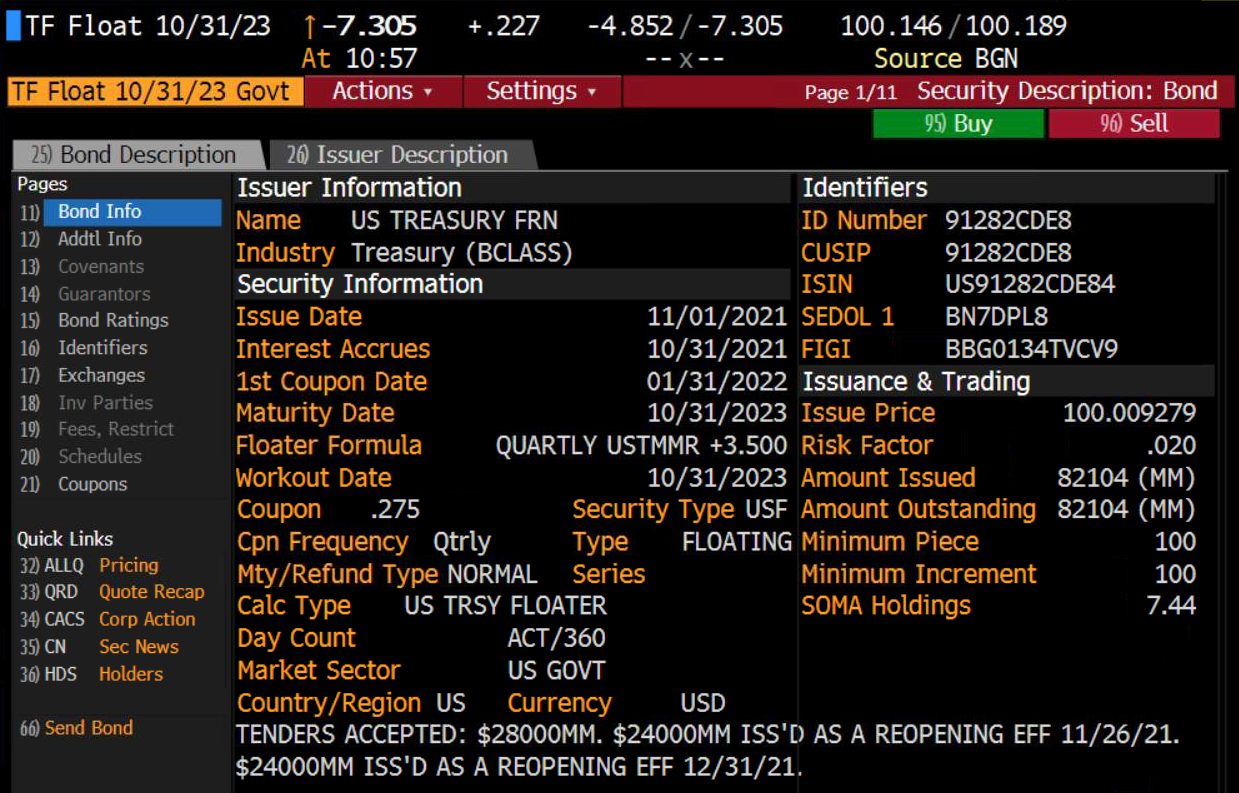 TF Float 10/31/23 ↑-7.305 +.227 -4.852/-7.305 100.146/100.189
At 10:57 --x-- Source BGN
TF Float 10/31/23 Govt Actions ▾ Settings ▾ Page 1/11 Security Description: Bond
95) Buy 96) Sell
25) Bond Description 26) Issuer Description
Pages
11) Bond Info
12) Addtl Info
13) Covenants
14) Guarantors
15) Bond Ratings
16) Identifiers
17) Exchanges
18) Inv Parties
19) Fees, Restrict
20) Schedules
21) Coupons
Quick Links
32) ALLQ Pricing
33) QRD Quote Recap
34) CACS Corp Action
35) CN Sec News
36) HDS Holders
66) Send Bond
Issuer Information
Name US TREASURY FRN
Industry Treasury (BCLASS)
Security Information
Issue Date 11/01/2021
Interest Accrues 10/31/2021
1st Coupon Date 01/31/2022
Maturity Date 10/31/2023
Floater Formula QUARTLY USTMMR +3.500
Workout Date 10/31/2023
Coupon .275 Security Type USF
Cpn Frequency Qtrly Type FLOATING
Mty/Refund Type NORMAL Series
Calc Type US TRSY FLOATER
Day Count ACT/360
Market Sector US GOVT
Country/Region US Currency USD
Identifiers
ID Number 91282CDE8
CUSIP 91282CDE8
ISIN US91282CDE84
SEDOL 1 BN7DPL8
FIGI BBG0134TVCV9
Issuance & Trading
Issue Price 100.009279
Risk Factor .020
Amount Issued 82104 (MM)
Amount Outstanding 82104 (MM)
Minimum Piece 100
Minimum Increment 100
SOMA Holdings 7.44
TENDERS ACCEPTED: $28000MM. $24000MM ISS'D AS A REOPENING EFF 11/26/21.
$24000MM ISS'D AS A REOPENING EFF 12/31/21.